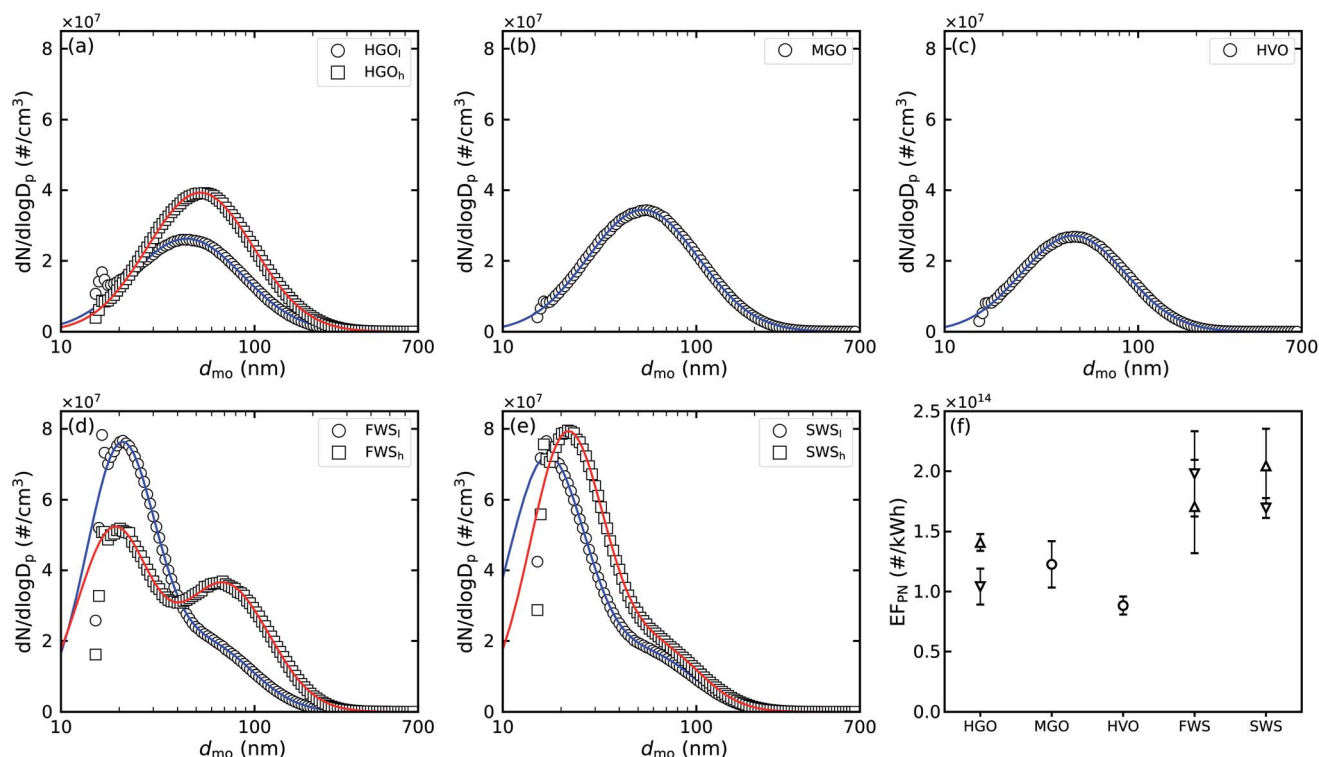 ×10⁷
(a)
HGOₗ
HGOₕ
dN/dlogDₚ (#/cm³)
8
6
4
2
0
10
100
700
dₘₒ (nm)
(b)
MGO
dN/dlogDₚ (#/cm³)
×10⁷
8
6
4
2
0
10
100
700
dₘₒ (nm)
(c)
HVO
dN/dlogDₚ (#/cm³)
×10⁷
8
6
4
2
0
10
100
700
dₘₒ (nm)
×10⁷
(d)
FWSₗ
FWSₕ
dN/dlogDₚ (#/cm³)
8
6
4
2
0
10
100
700
dₘₒ (nm)
×10⁷
(e)
SWSₗ
SWSₕ
dN/dlogDₚ (#/cm³)
8
6
4
2
0
10
100
700
dₘₒ (nm)
×10¹⁴
(f)
EF_PN (#/kWh)
2.5
2.0
1.5
1.0
0.5
0.0
HGO
MGO
HVO
FWS
SWS